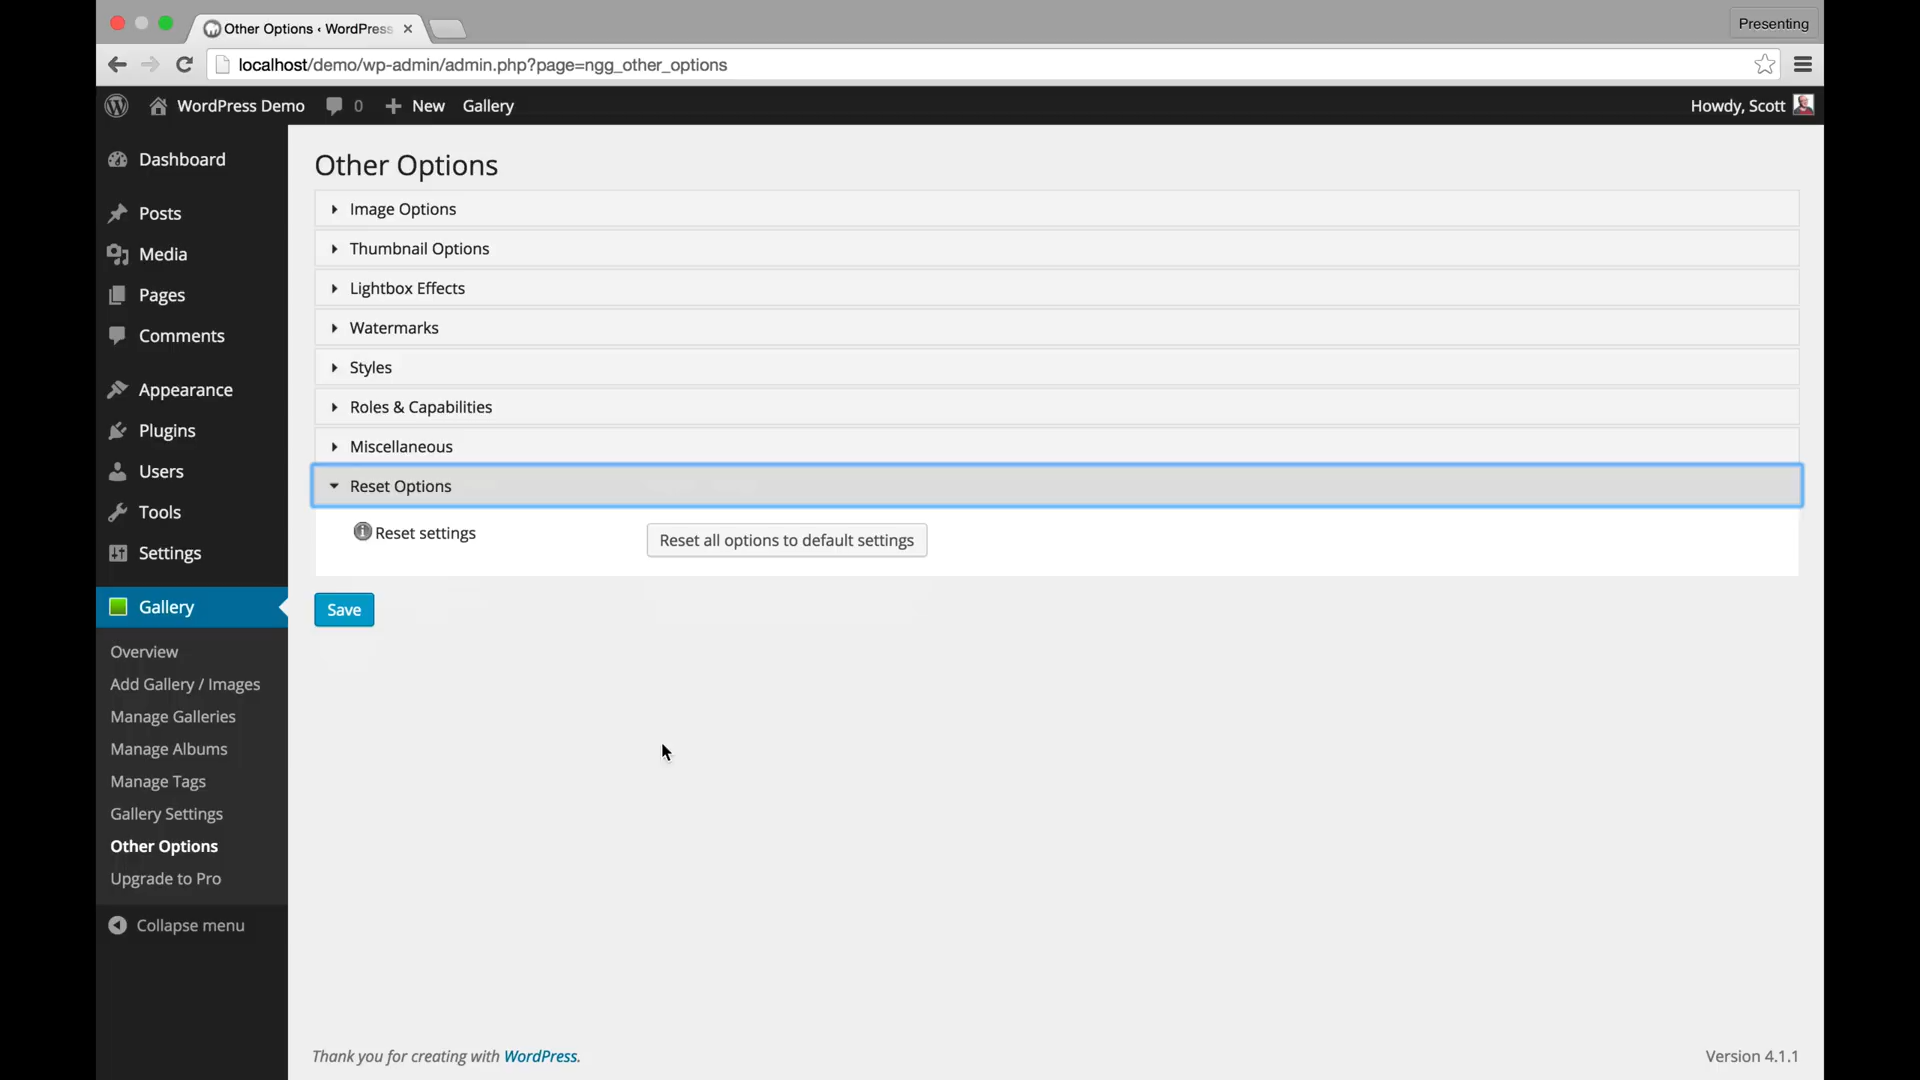 Other Options ‹ WordPress
Presenting
localhost/demo/wp-admin/admin.php?page=ngg_other_options
WordPress Demo 0 New Gallery Howdy, Scott
Dashboard
Posts
Media
Pages
Comments
Appearance
Plugins
Users
Tools
Settings
Gallery
Overview
Add Gallery / Images
Manage Galleries
Manage Albums
Manage Tags
Gallery Settings
Other Options
Upgrade to Pro
Collapse menu
Other Options
Image Options
Thumbnail Options
Lightbox Effects
Watermarks
Styles
Roles & Capabilities
Miscellaneous
Reset Options
Reset settings Reset all options to default settings
Save
Thank you for creating with WordPress. Version 4.1.1